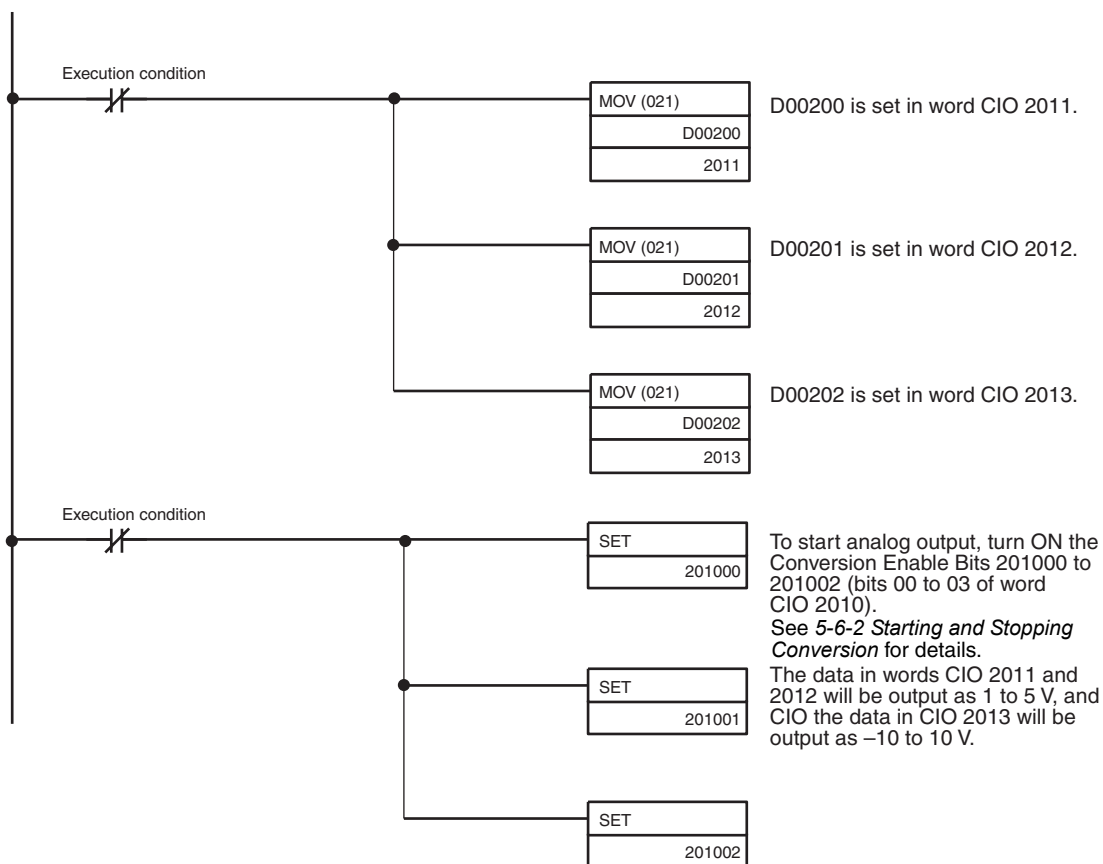 Execution condition
MOV (021)
D00200
2011
D00200 is set in word CIO 2011.
MOV (021)
D00201
2012
D00201 is set in word CIO 2012.
MOV (021)
D00202
2013
D00202 is set in word CIO 2013.
Execution condition
SET
201000
To start analog output, turn ON the
Conversion Enable Bits 201000 to
201002 (bits 00 to 03 of word
CIO 2010).
See 5-6-2 Starting and Stopping
Conversion for details.
SET
201001
The data in words CIO 2011 and
2012 will be output as 1 to 5 V, and
CIO the data in CIO 2013 will be
output as –10 to 10 V.
SET
201002